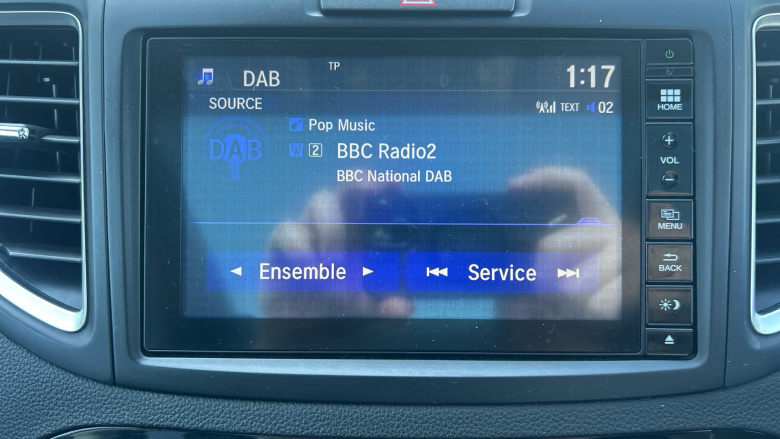 TP
DAB
1:17
SOURCE
TEXT 02
Pop Music
DAB
2 BBC Radio2
BBC National DAB
Ensemble
Service
HOME
+
VOL
−
MENU
BACK